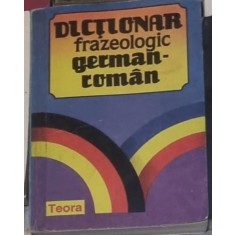 DICȚIONAR
frazeologic
german-
român
Teora